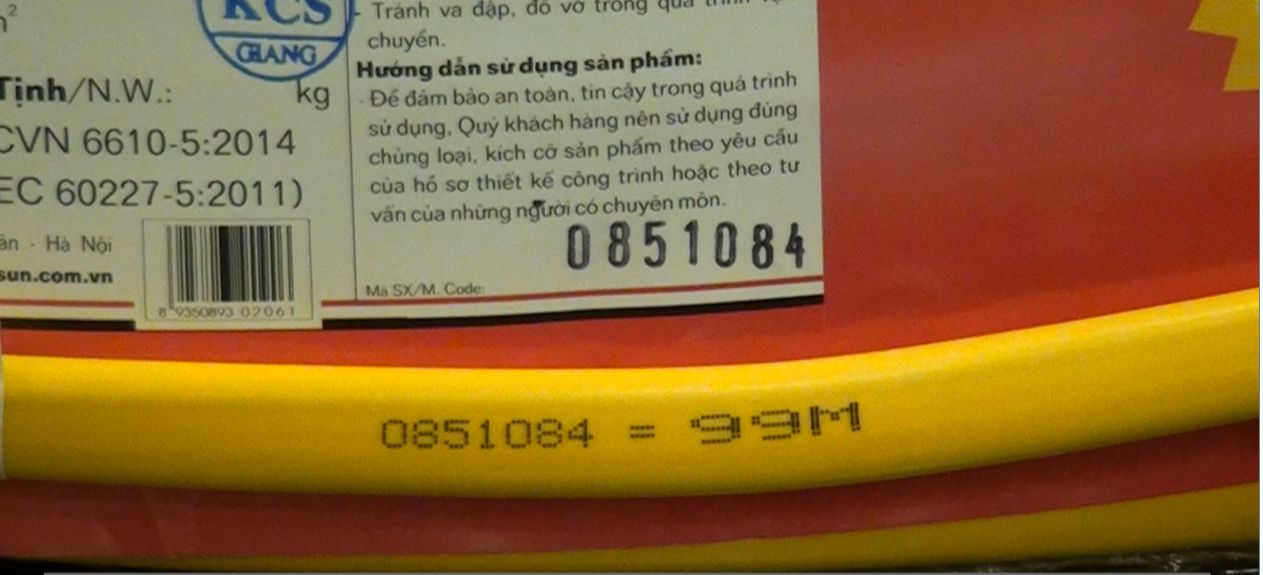 KCS
GIANG
Tịnh/N.W.: kg
CVN 6610-5:2014
EC 60227-5:2011)
ân - Hà Nội
sun.com.vn
8 9350893 02061
- Tránh va đập, đổ vỡ trong quá trình vận
chuyển.
Hướng dẫn sử dụng sản phẩm:
- Để đảm bảo an toàn, tin cậy trong quá trình
sử dụng, Quý khách hàng nên sử dụng đúng
chủng loại, kích cỡ sản phẩm theo yêu cầu
của hồ sơ thiết kế công trình hoặc theo tư
vấn của những người có chuyên môn.
0851084
Mã SX/M. Code:
0851084 = 99M